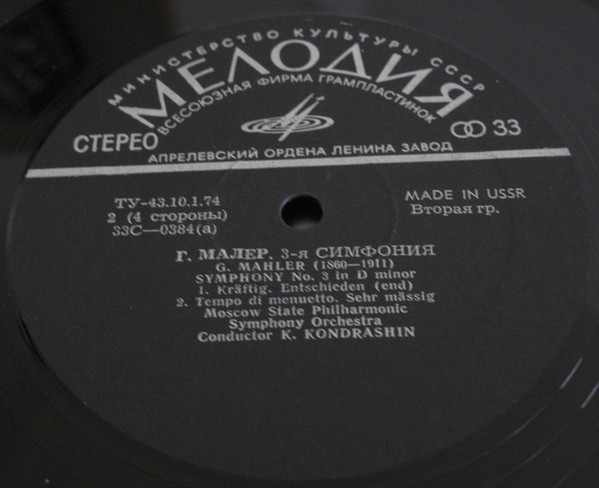 МИНИСТЕРСТВО КУЛЬТУРЫ СССР
МЕЛОДИЯ
ВСЕСОЮЗНАЯ ФИРМА ГРАМПЛАСТИНОК
СТЕРЕО
33
АПРЕЛЕВСКИЙ ОРДЕНА ЛЕНИНА ЗАВОД
ТУ-43.10.1.74
2 (4 стороны)
33С—0384(а)
MADE IN USSR
Вторая гр.
Г. МАЛЕР. 3-я СИМФОНИЯ
G. MAHLER (1860—1911)
SYMPHONY No. 3 in D minor
1. Kräftig. Entschieden (end)
2. Tempo di menuetto. Sehr mässig
Moscow State Philharmonic
Symphony Orchestra
Conductor K. KONDRASHIN